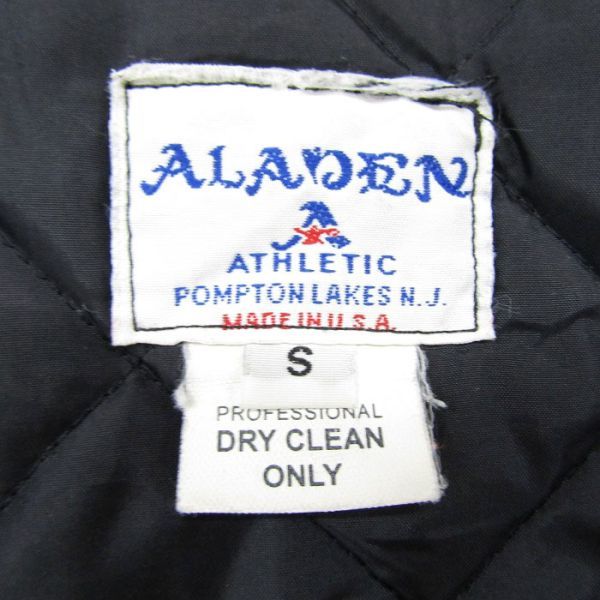 ALADEN
A
ATHLETIC
POMPTON LAKES N.J.
MADE IN U.S.A.
S
PROFESSIONAL
DRY CLEAN
ONLY